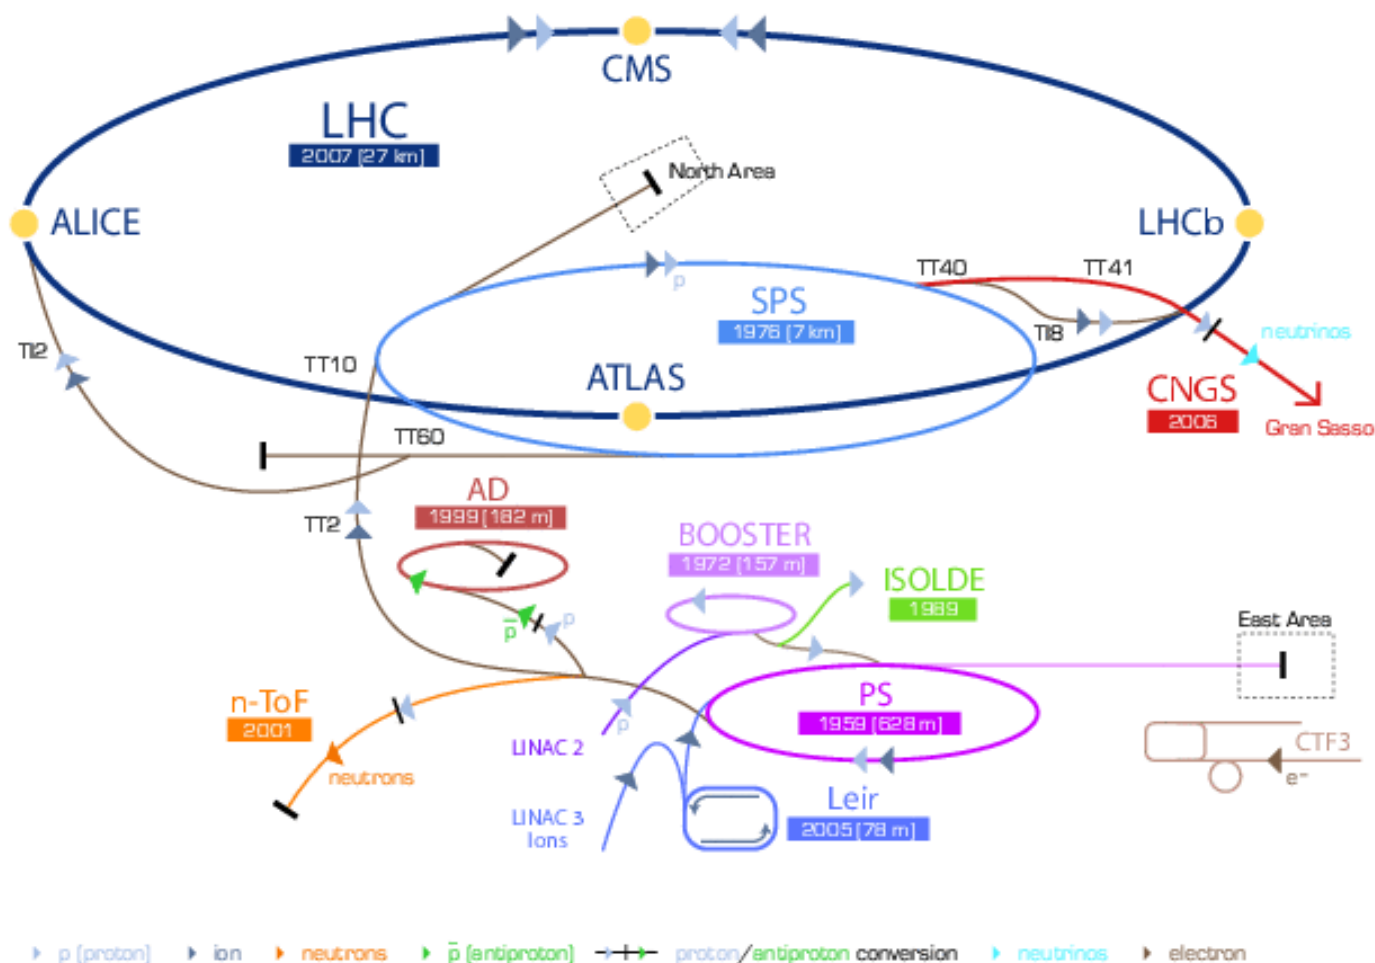 CMS
LHC
2007 [27 km]
North Area
ALICE
LHCb
TT40
TT41
SPS
1976 [7 km]
p
TI8
neutrinos
TI2
TT10
ATLAS
CNGS
2006
Gran Sasso
TT60
AD
1999 [182 m]
TT2
BOOSTER
1972 [157 m]
ISOLDE
1989
p̅
p
East Area
n-ToF
2001
PS
1959 [628 m]
p
LINAC 2
neutrons
CTF3
e⁻
Leir
2005 [78 m]
LINAC 3
Ions
p [proton] ion neutrons p̅ [antiproton] proton/antiproton conversion neutrinos electron